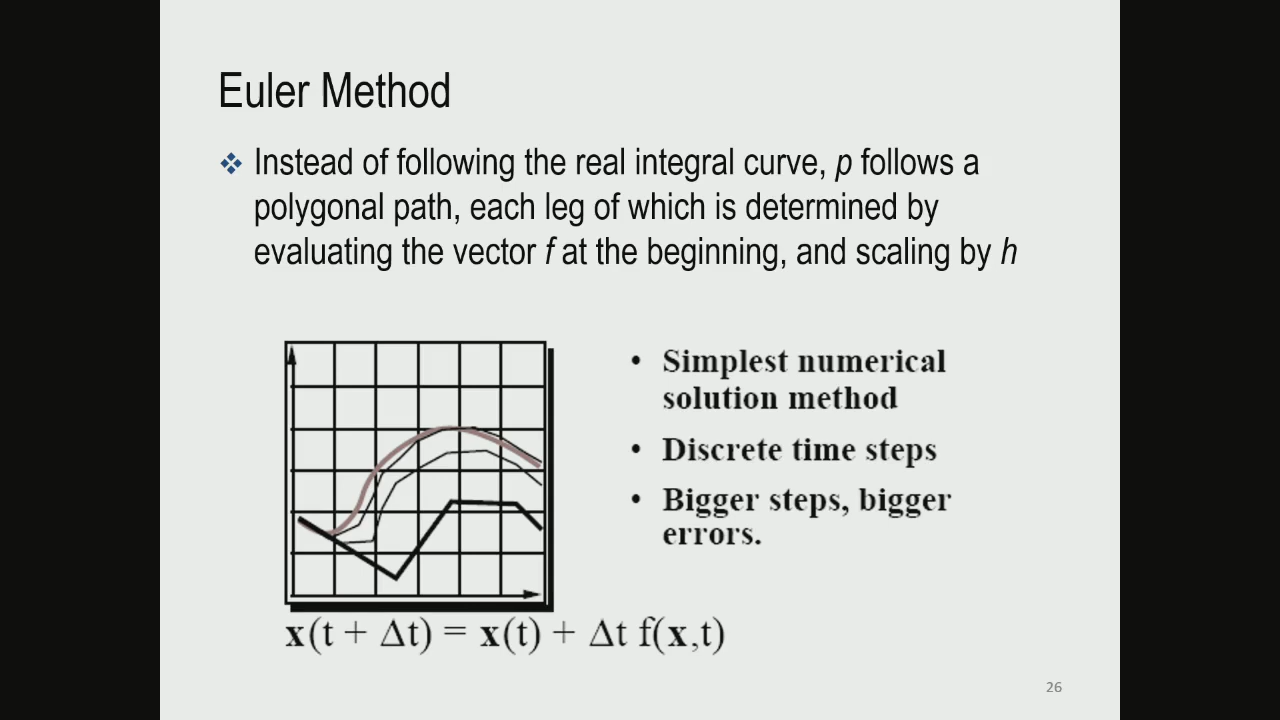 Euler Method
❖ Instead of following the real integral curve, p follows a
polygonal path, each leg of which is determined by
evaluating the vector f at the beginning, and scaling by h
• Simplest numerical
solution method
• Discrete time steps
• Bigger steps, bigger
errors.
x(t + Δt) = x(t) + Δt f(x,t)
26